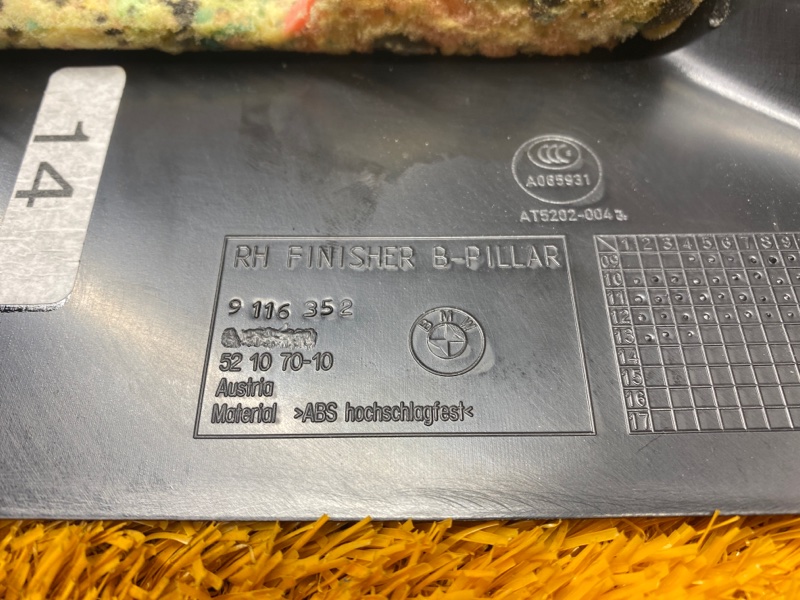 14
CCC
A065931
AT5202-004
RH FINISHER B-PILLAR
9 116 352
BMW
52 10 70-10
Austria
Material >ABS hochschlagfest<
1 2 3 4 5 6 7 8 9
09
10
11
12
13
14
15
16
17